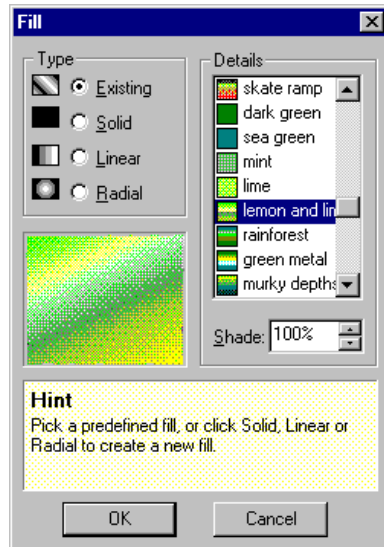 Fill
Type
Existing
Solid
Linear
Radial
Details
skate ramp
dark green
sea green
mint
lime
lemon and lin
rainforest
green metal
murky depths
Shade: 100%
Hint
Pick a predefined fill, or click Solid, Linear or
Radial to create a new fill.
OK
Cancel